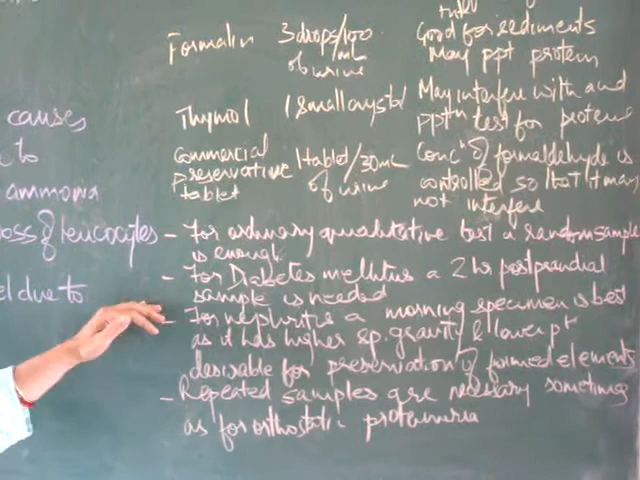 causes
to
ammonia
loss of leucocytes
due to
Formalin 3 drops/100 mL of urine Good for sediments
May ppt protein
Thymol 1 small crystal May interfere with and
pptn test for proteins
Commercial preservative tablet 1 tablet/30 mL of urine Concn of formaldehyde is
controlled so that it may
not interfere
- For ordinary qualitative test a random sample
is enough.
- For Diabetes mellitus a 2 hr postprandial
sample is needed
- For nephritis a morning specimen is best
as it has higher sp. gravity & lower pH
desirable for preservation of formed elements
- Repeated samples are necessary sometimes
as for orthostatic proteinuria